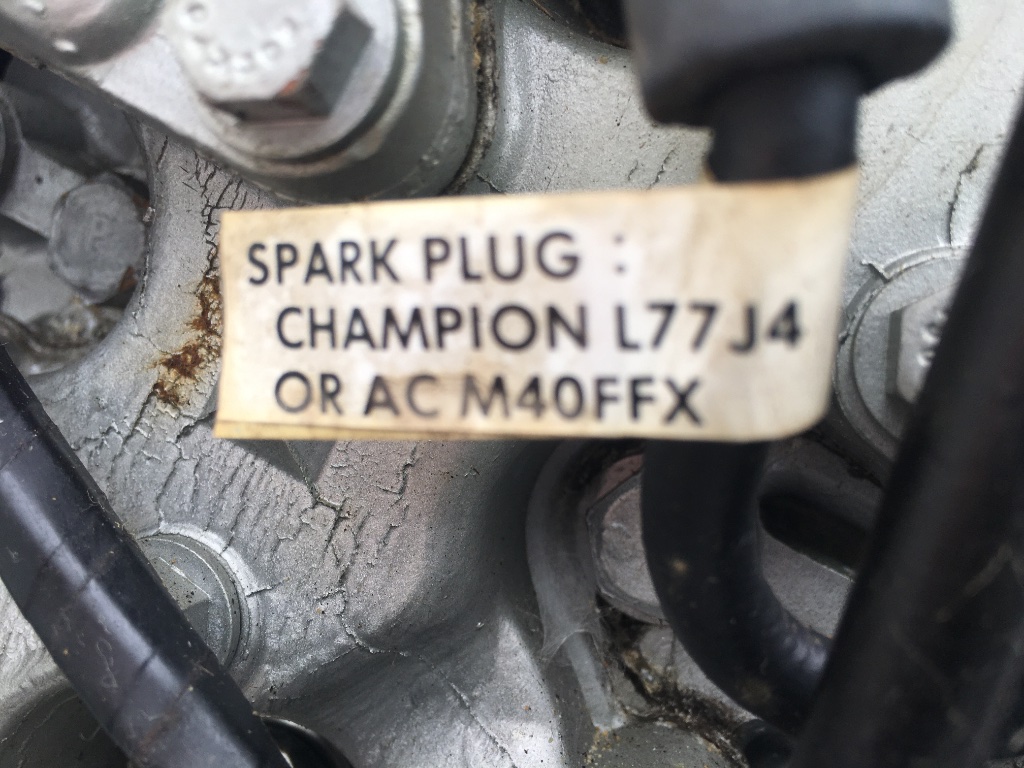 SPARK PLUG :
CHAMPION L77J4
OR AC M40FFX